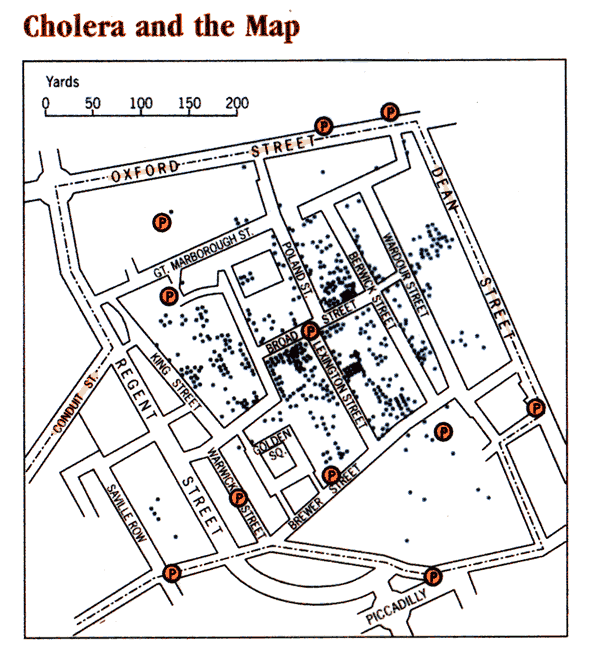 Cholera and the Map
Yards
0 50 100 150 200
P
P
OXFORD STREET
DEAN STREET
P
GT. MARBOROUGH ST.
POLAND ST.
BERWICK STREET
WARDOUR STREET
P
BROAD STREET
P
LEXINGTON STREET
KING STREET
REGENT STREET
CONDUIT ST.
P
P
GOLDEN
SQ.
WARWICK STREET
P
P
BREWER STREET
SAVILLE ROW
P
P
PICCADILLY